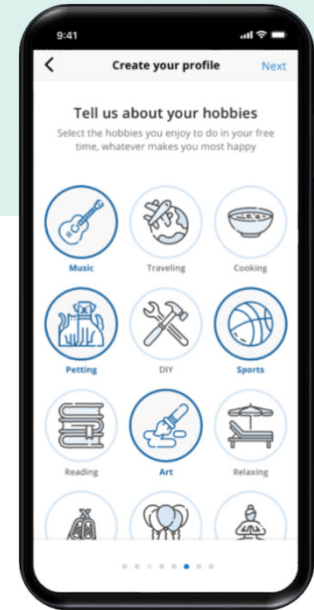 9:41
Create your profile
Next
Tell us about your hobbies
Select the hobbies you enjoy to do in your free
time, whatever makes you most happy
Music
Traveling
Cooking
Petting
DIY
Sports
Reading
Art
Relaxing